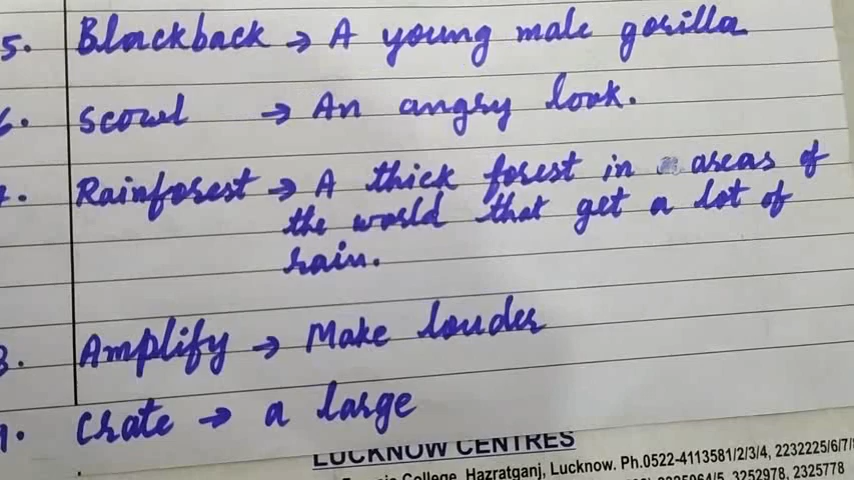 5. Blackback → A young male gorilla
6. scowl → An angry look.
7. Rainforest → A thick forest in areas of
the world that get a lot of
rain.
8. Amplify → Make louder
9. Crate → a large
LUCKNOW CENTRES
College, Hazratganj, Lucknow. Ph.0522-4113581/2/3/4, 2232225/6/7/
3252978, 2325778